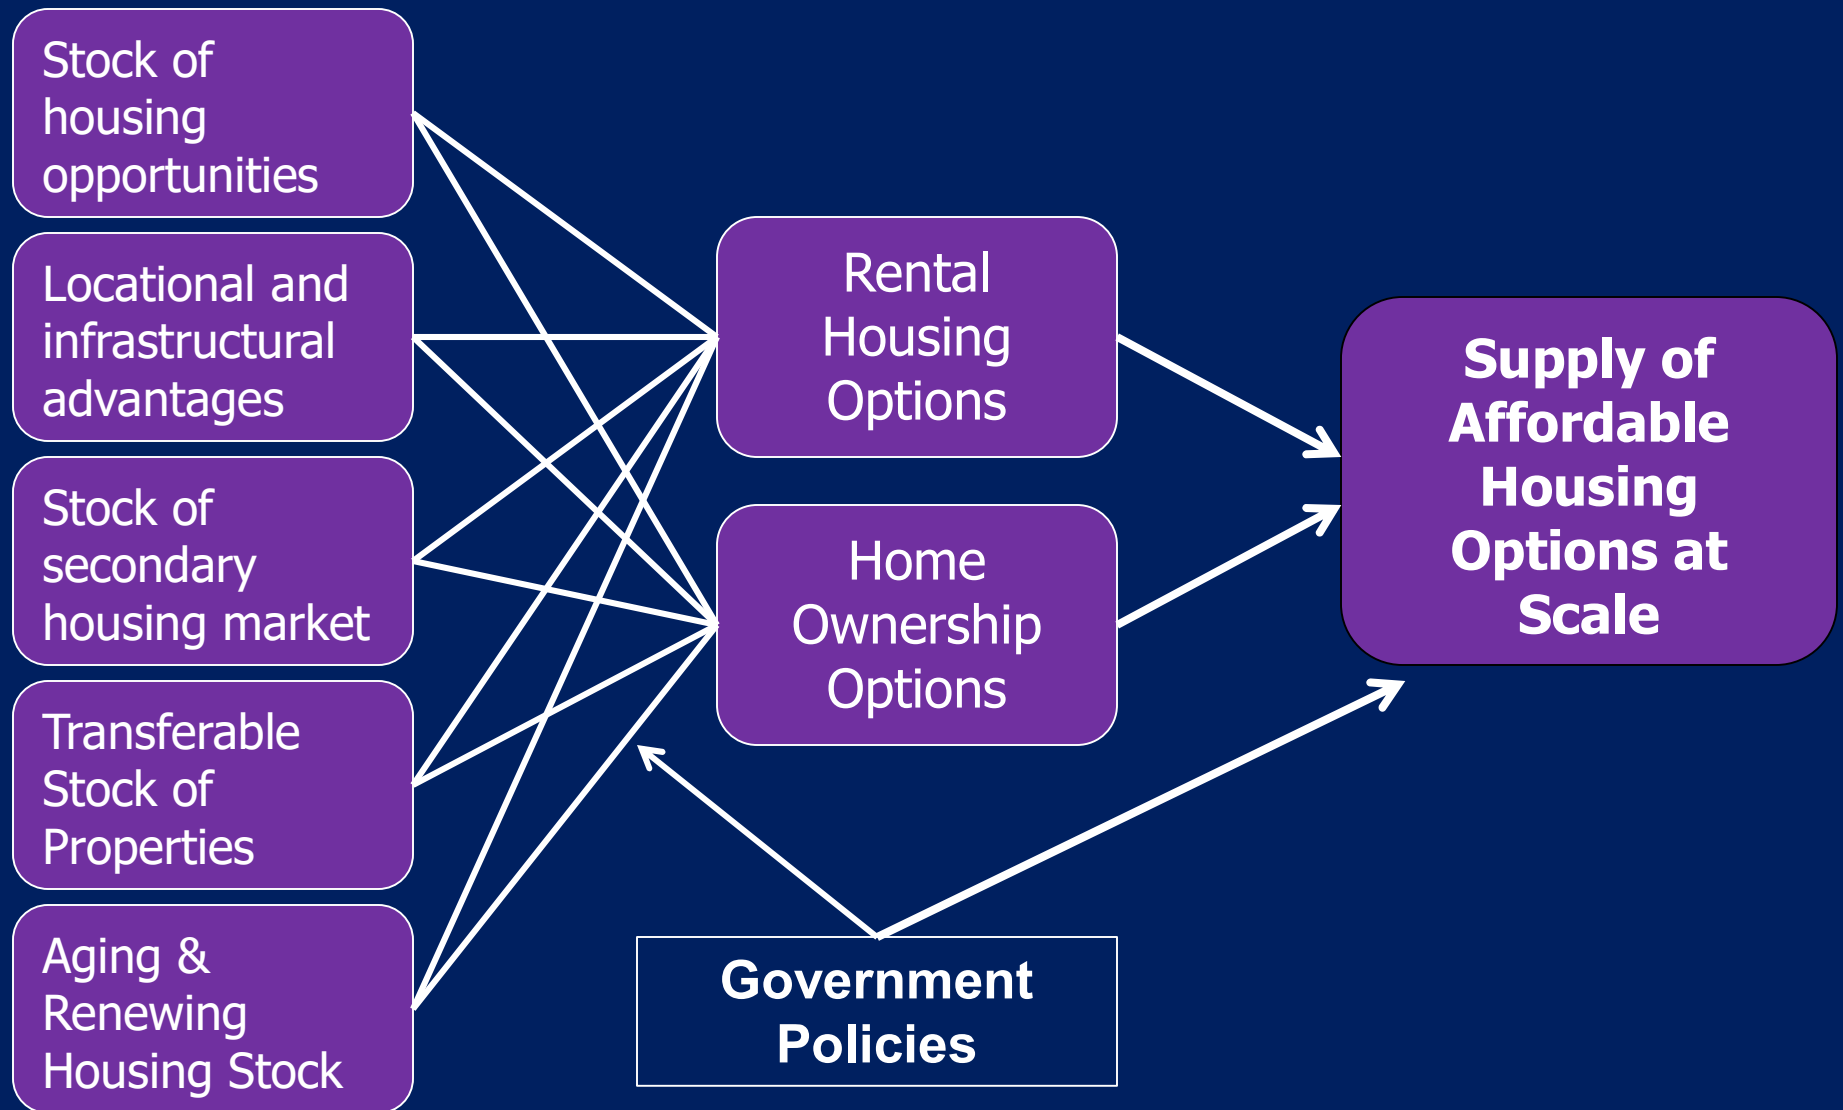 Stock of
housing
opportunities
Locational and
infrastructural
advantages
Stock of
secondary
housing market
Transferable
Stock of
Properties
Aging &
Renewing
Housing Stock
Rental
Housing
Options
Home
Ownership
Options
Government
Policies
Supply of
Affordable
Housing
Options at
Scale